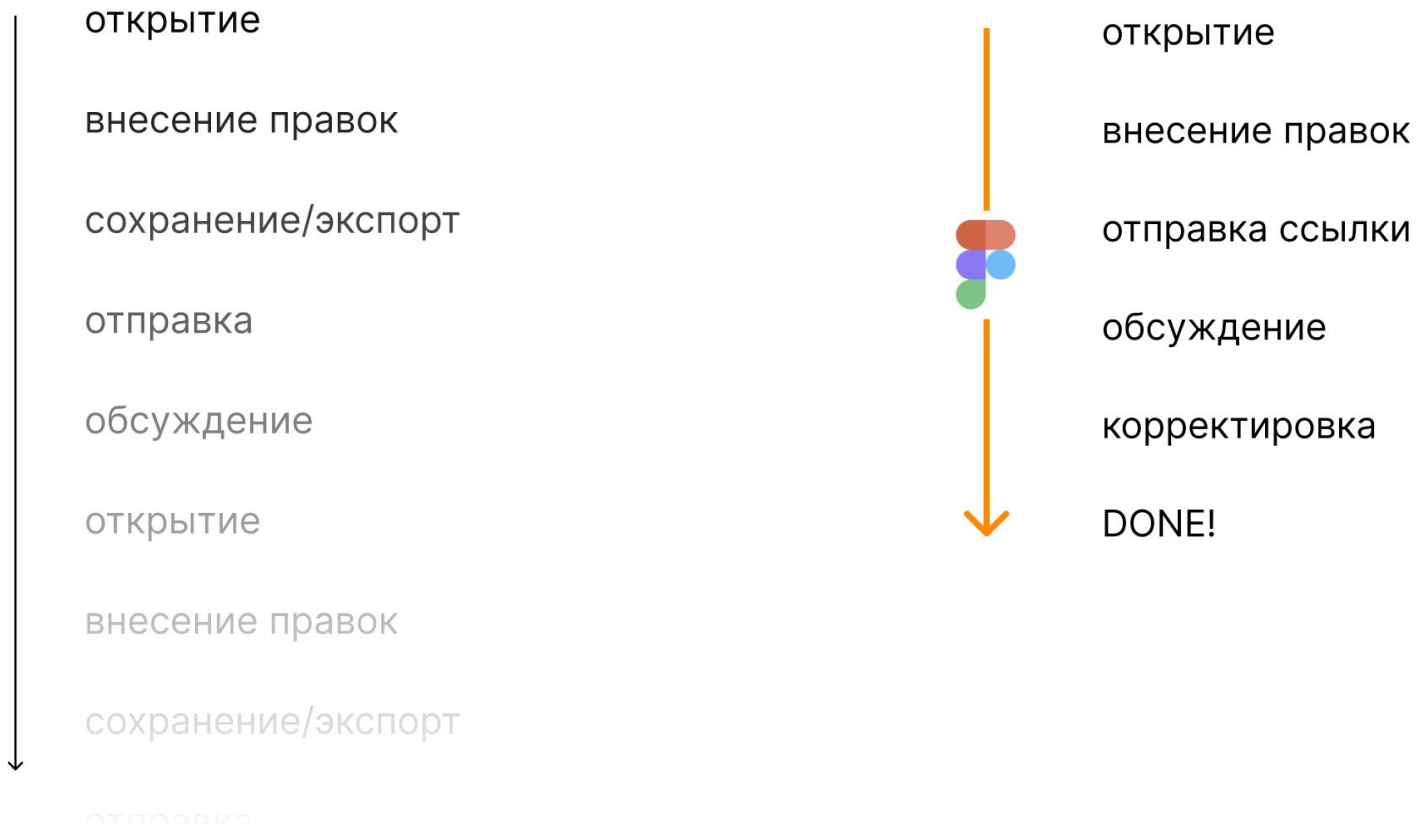 открытие
внесение правок
сохранение/экспорт
отправка
обсуждение
открытие
внесение правок
сохранение/экспорт
отправка
открытие
внесение правок
отправка ссылки
обсуждение
корректировка
DONE!